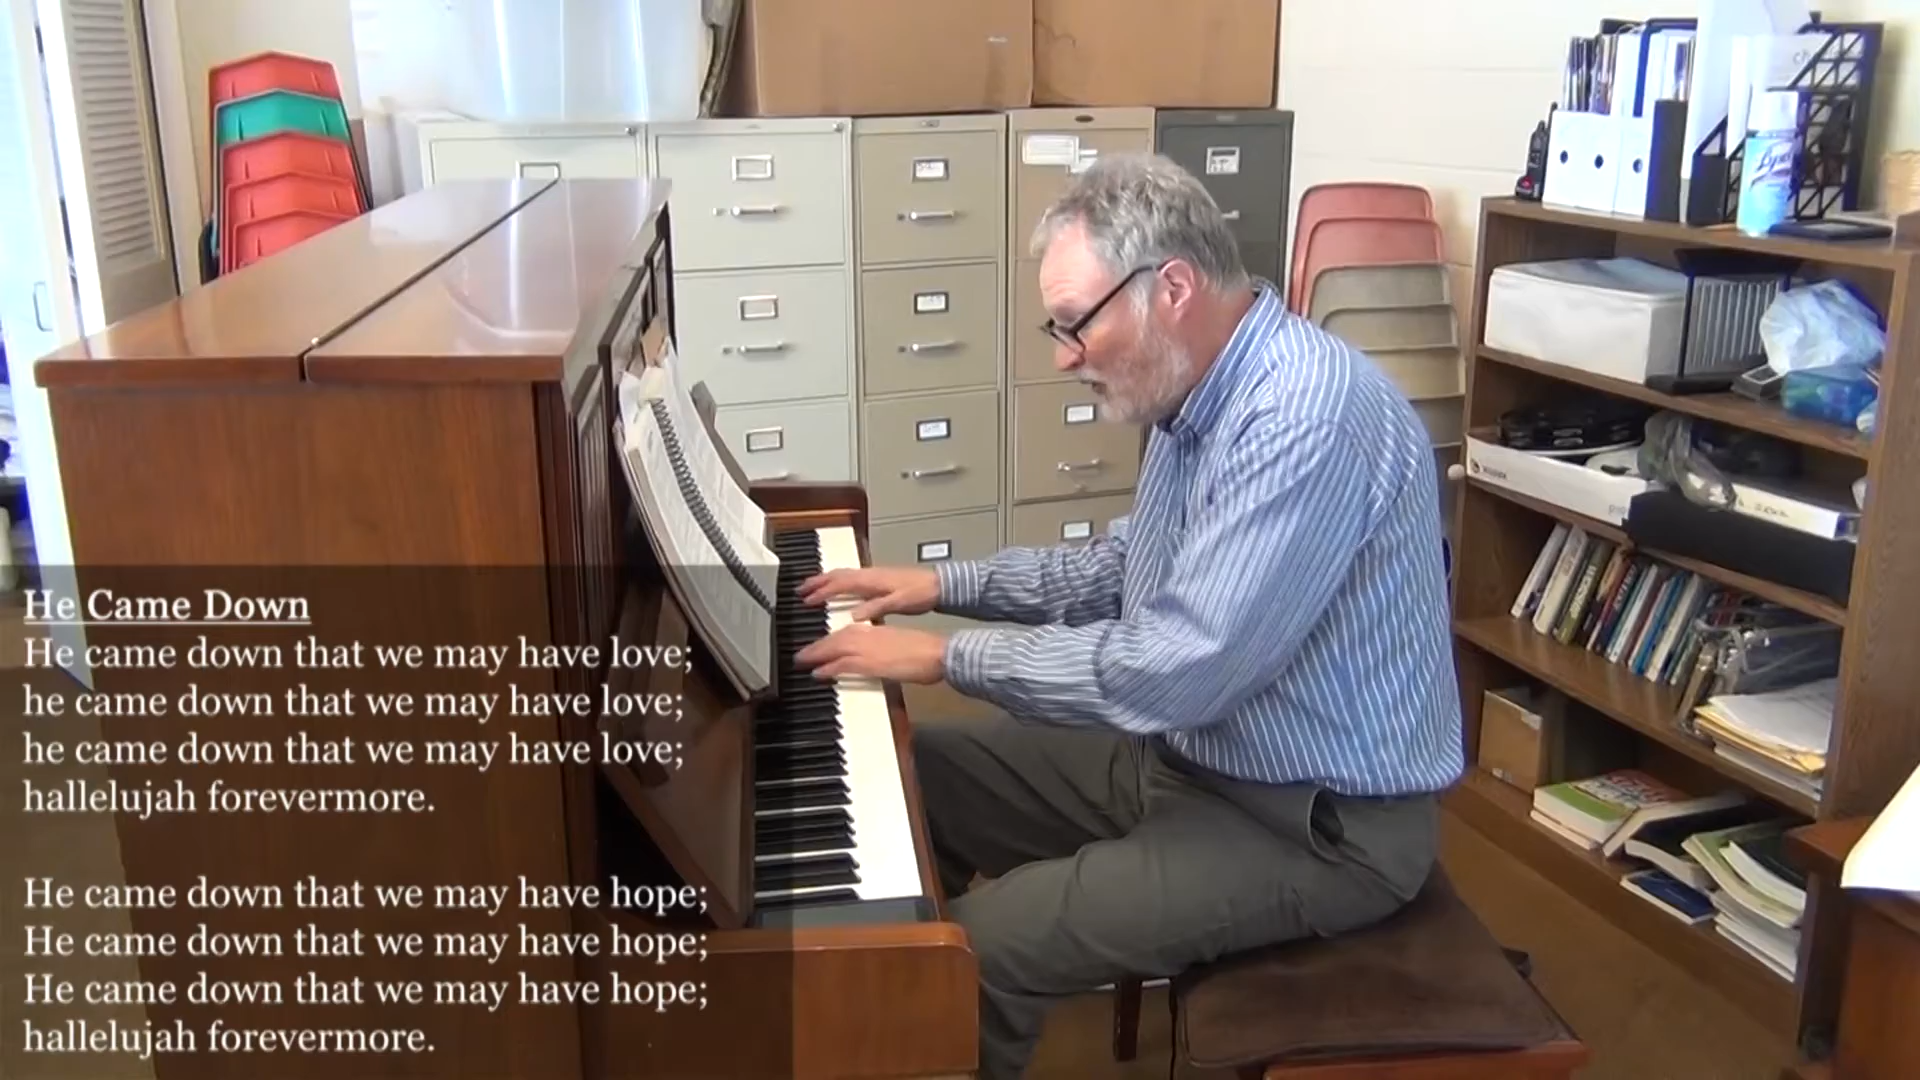 He Came Down
He came down that we may have love;
he came down that we may have love;
he came down that we may have love;
hallelujah forevermore.
He came down that we may have hope;
He came down that we may have hope;
He came down that we may have hope;
hallelujah forevermore.
Lysol